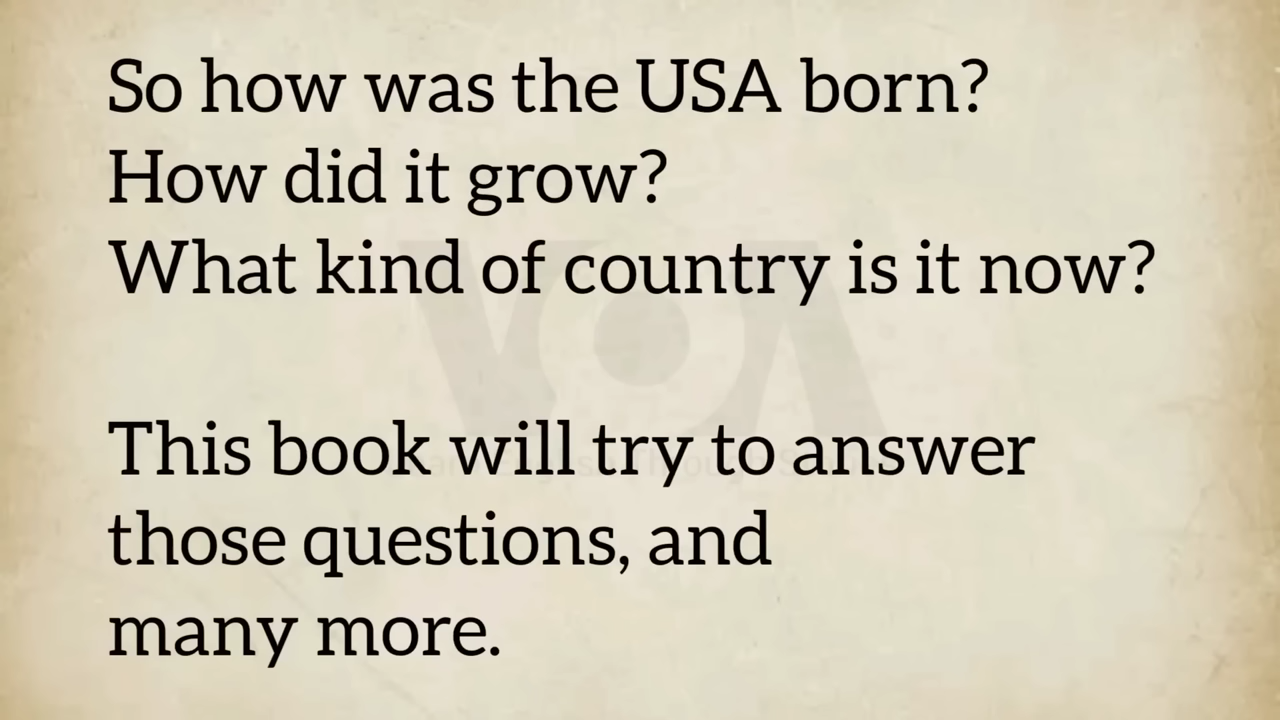 So how was the USA born?
How did it grow?
What kind of country is it now?
This book will try to answer
those questions, and
many more.
VOA